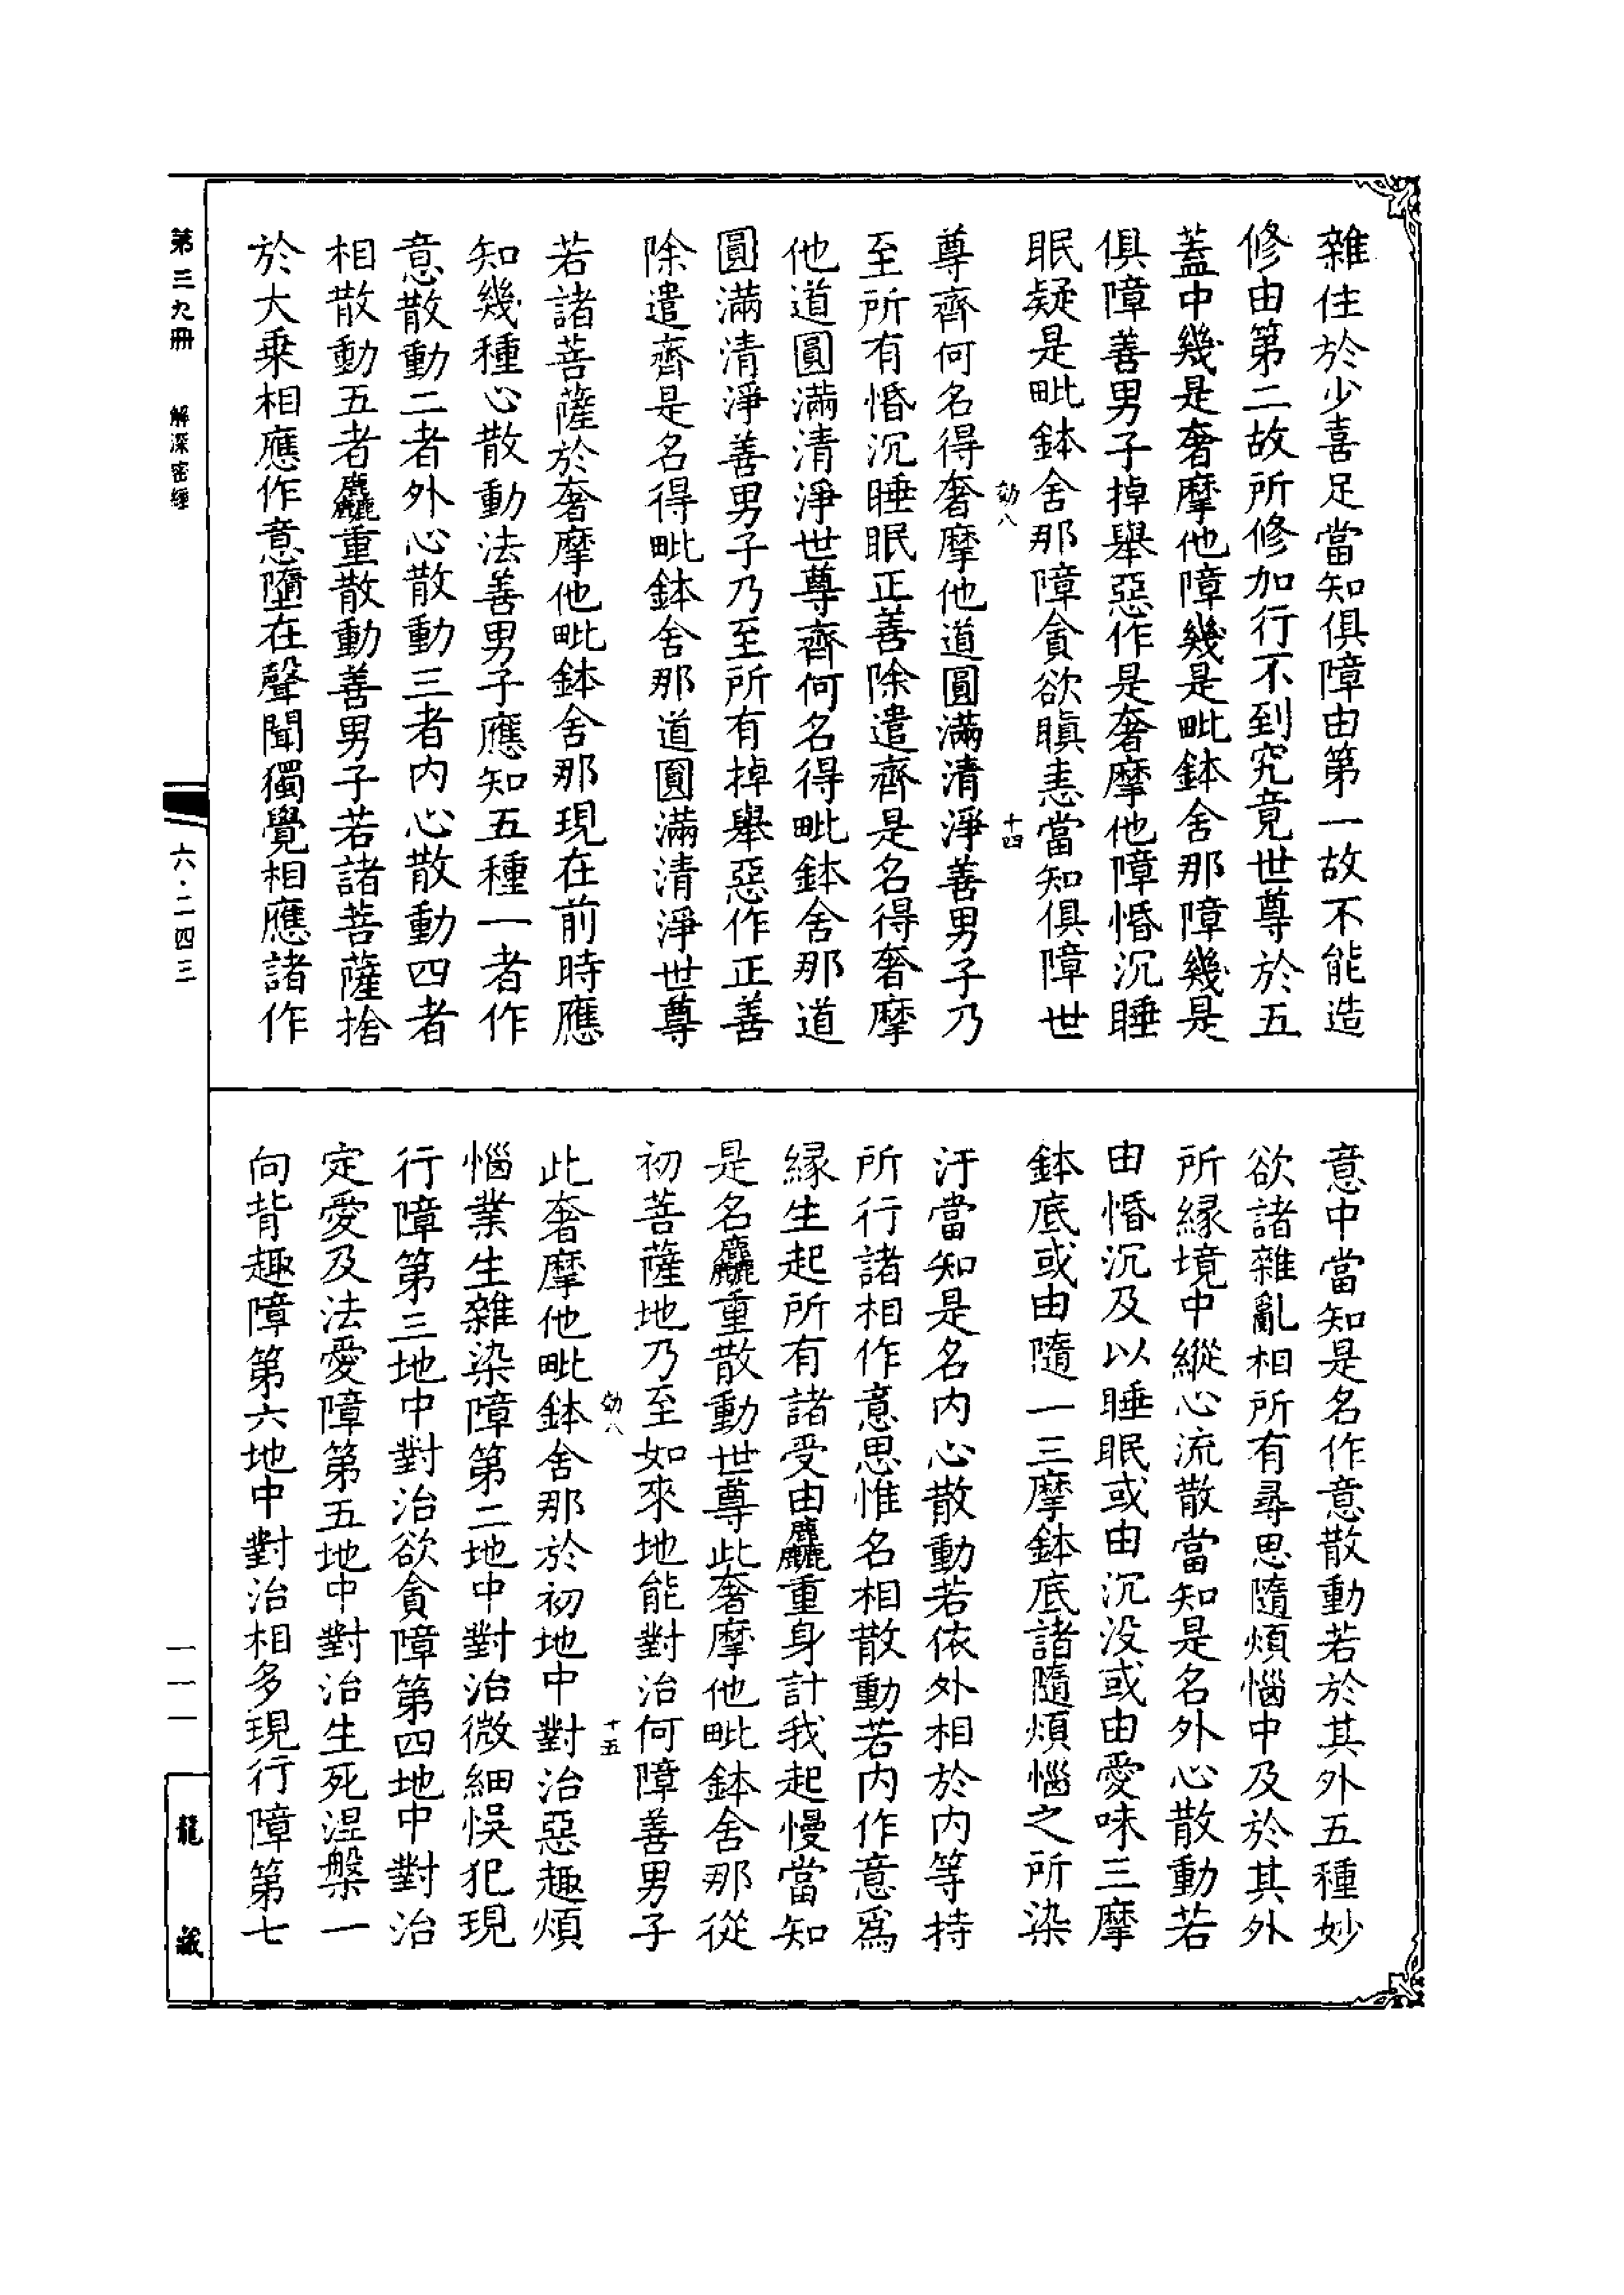 雜住於少喜足當知俱障由第一故不能造
修由第二故所修加行不到究竟世尊於五
蓋中幾是奢摩他障幾是毗鉢舍那障幾是
俱障善男子掉舉惡作是奢摩他障惛沉睡
眠疑是毗鉢舍那障貪欲瞋恚當知俱障世
効八 十四
尊齊何名得奢摩他道圓滿清淨善男子乃
至所有惛沉睡眠正善除遣齊是名得奢摩
他道圓滿清淨世尊齊何名得毗鉢舍那道
圓滿清淨善男子乃至所有掉舉惡作正善
除遣齊是名得毗鉢舍那道圓滿清淨世尊
若諸菩薩於奢摩他毗鉢舍那現在前時應
知幾種心散動法善男子應知五種一者作
意散動二者外心散動三者內心散動四者
相散動五者麤重散動善男子若諸菩薩捨
於大乘相應作意墮在聲聞獨覺相應諸作
意中當知是名作意散動若於其外五種妙
欲諸雜亂相所有尋思隨煩惱中及於其外
所緣境中縱心流散當知是名外心散動若
由惛沉及以睡眠或由沉没或由愛味三摩
鉢底或由隨一三摩鉢底諸隨煩惱之所染
汙當知是名內心散動若依外相於內等持
所行諸相作意思惟名相散動若內作意爲
緣生起所有諸受由麤重身計我起慢當知
是名麤重散動世尊此奢摩他毗鉢舍那從
初菩薩地乃至如來地能對治何障善男子
効八 十五
此奢摩他毗鉢舍那於初地中對治惡趣煩
惱業生雜染障第二地中對治微細悞犯現
行障第三地中對治欲貪障第四地中對治
定愛及法愛障第五地中對治生死涅槃一
向背趣障第六地中對治相多現行障第七
第三九冊 解深密經
六·二四三
一一一
龍藏